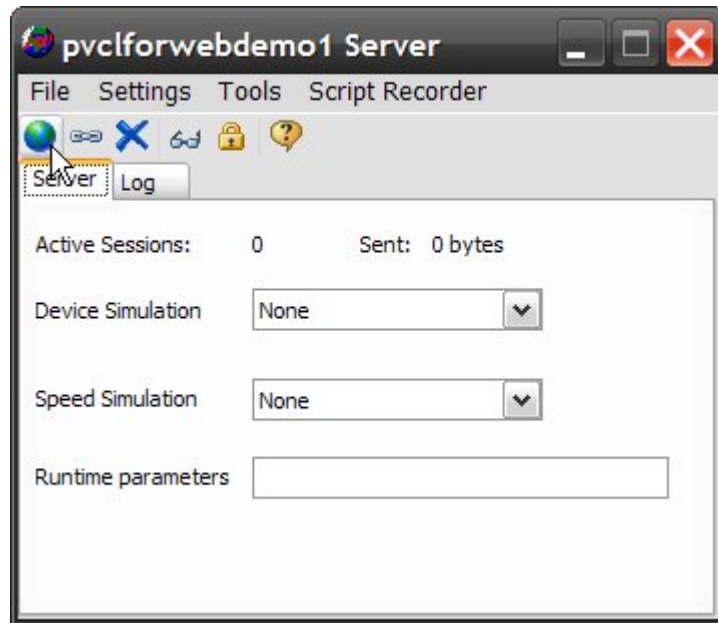 pvclforwebdemo1 Server
File Settings Tools Script Recorder
Server Log
Active Sessions: 0 Sent: 0 bytes
Device Simulation None
Speed Simulation None
Runtime parameters